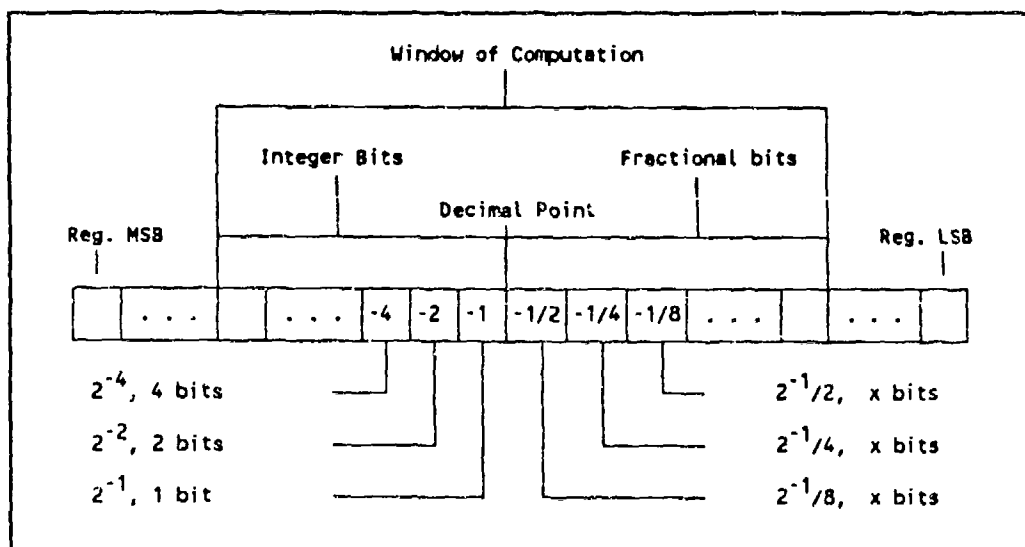 Window of Computation
Integer Bits Fractional bits
Decimal Point
Reg. MSB Reg. LSB
. . . . . . -4 -2 -1 -1/2 -1/4 -1/8 . . . . . .
2^-4, 4 bits 2^-1/2, x bits
2^-2, 2 bits 2^-1/4, x bits
2^-1, 1 bit 2^-1/8, x bits